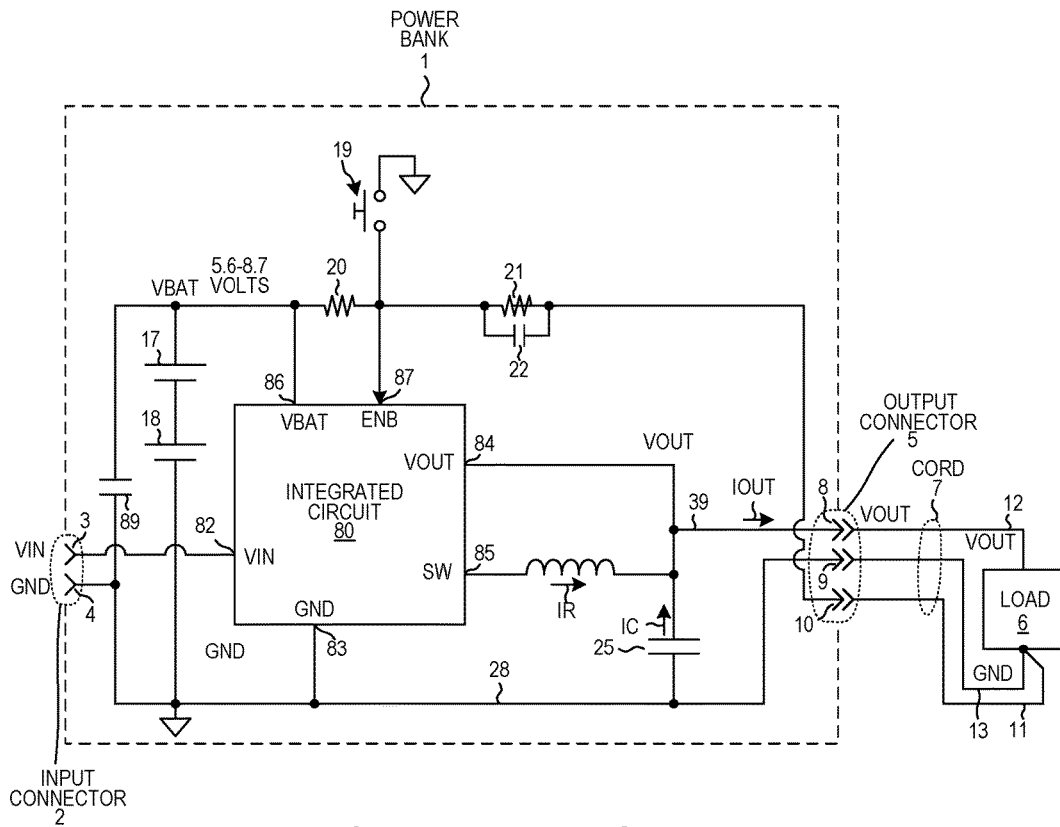 POWER
BANK
1
19
5.6-8.7
VOLTS
VBAT
20
21
22
17
18
86
87
VBAT
ENB
84
VOUT
VOUT
OUTPUT
CONNECTOR
5
CORD
7
INTEGRATED
CIRCUIT
80
89
3
82
VIN
VIN
GND
4
85
SW
IR
39
IOUT
8
VOUT
12
VOUT
9
10
LOAD
6
GND
83
GND
IC
25
28
GND
13
11
INPUT
CONNECTOR
2